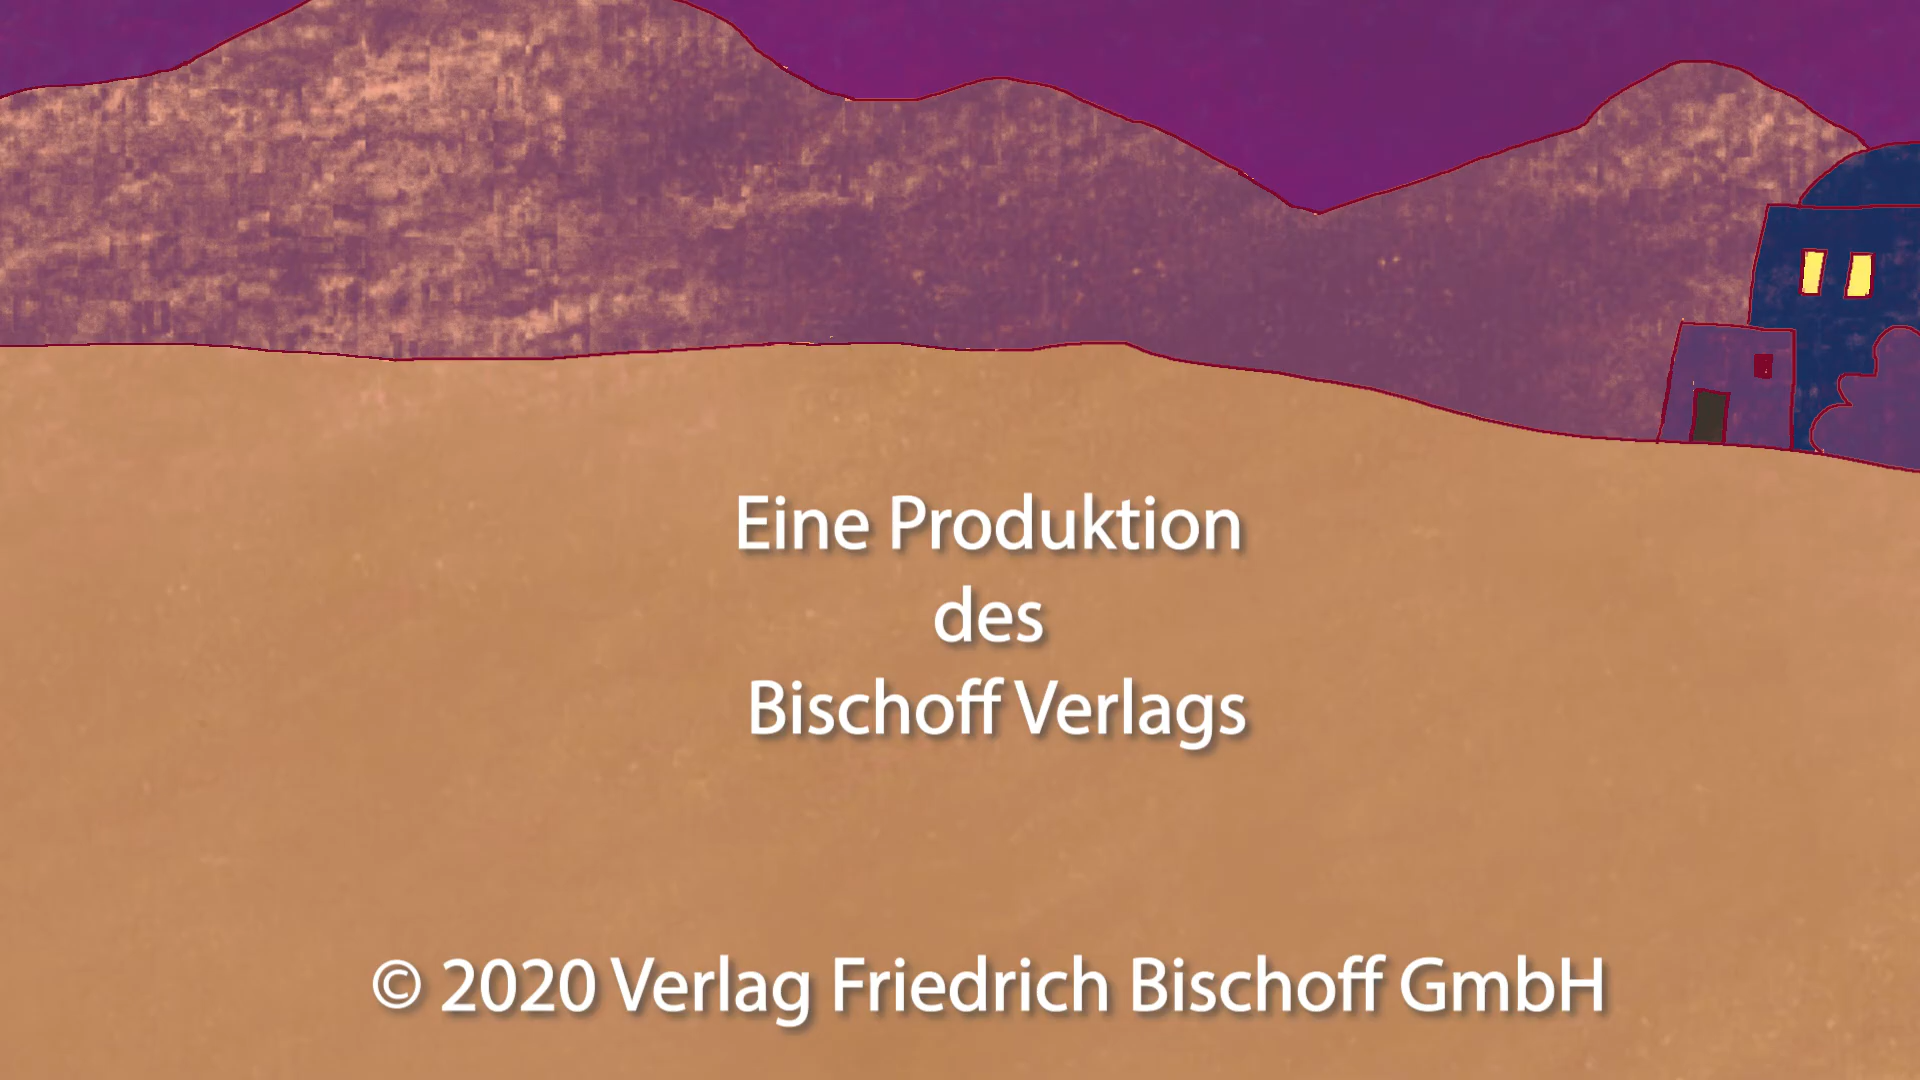 Eine Produktion
des
Bischoff Verlags
© 2020 Verlag Friedrich Bischoff GmbH